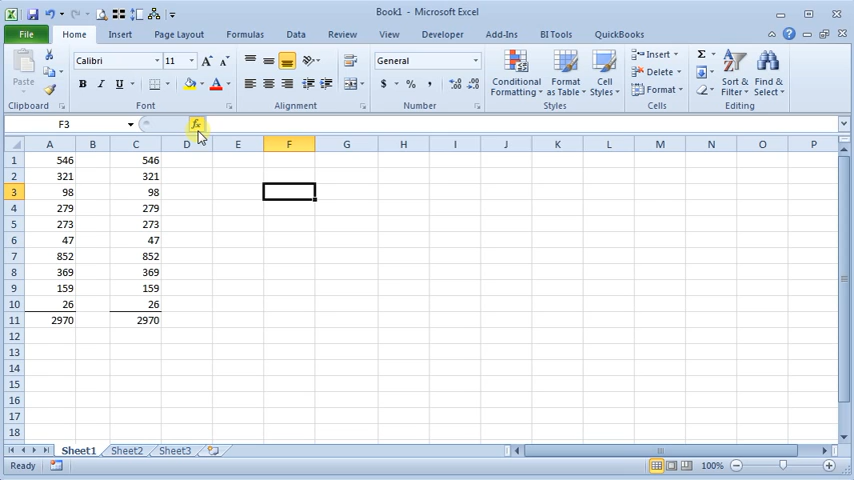 Book1 - Microsoft Excel
File Home Insert Page Layout Formulas Data Review View Developer Add-Ins BI Tools QuickBooks
Calibri 11 General Insert Σ
Paste B I U $ % , Conditional Formatting Format as Table Cell Styles Delete Format Sort & Filter Find & Select
Clipboard Font Alignment Number Styles Cells Editing
F3 fx
A B C D E F G H I J K L M N O P
1 546 546
2 321 321
3 98 98
4 279 279
5 273 273
6 47 47
7 852 852
8 369 369
9 159 159
10 26 26
11 2970 2970
12
13
14
15
16
17
18
Sheet1 Sheet2 Sheet3
Ready 100%